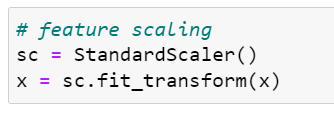 # feature scaling
sc = StandardScaler()
x = sc.fit_transform(x)